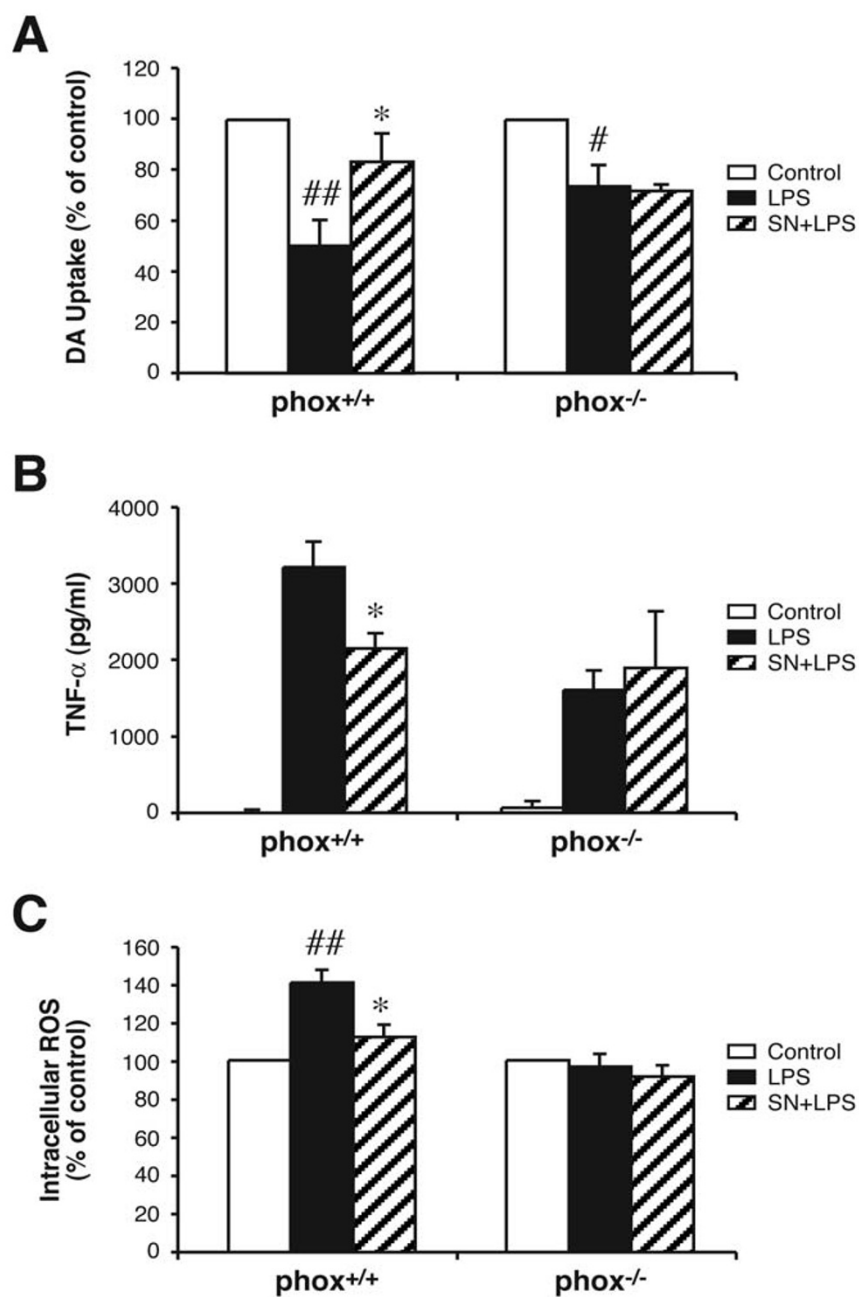 A
DA Uptake (% of control)
120
100
80
60
40
20
0
##
*
#
Control
LPS
SN+LPS
phox+/+
phox-/-
B
TNF-α (pg/ml)
4000
3000
2000
1000
0
*
Control
LPS
SN+LPS
phox+/+
phox-/-
C
Intracellular ROS
(% of control)
160
140
120
100
80
60
40
20
0
##
*
Control
LPS
SN+LPS
phox+/+
phox-/-